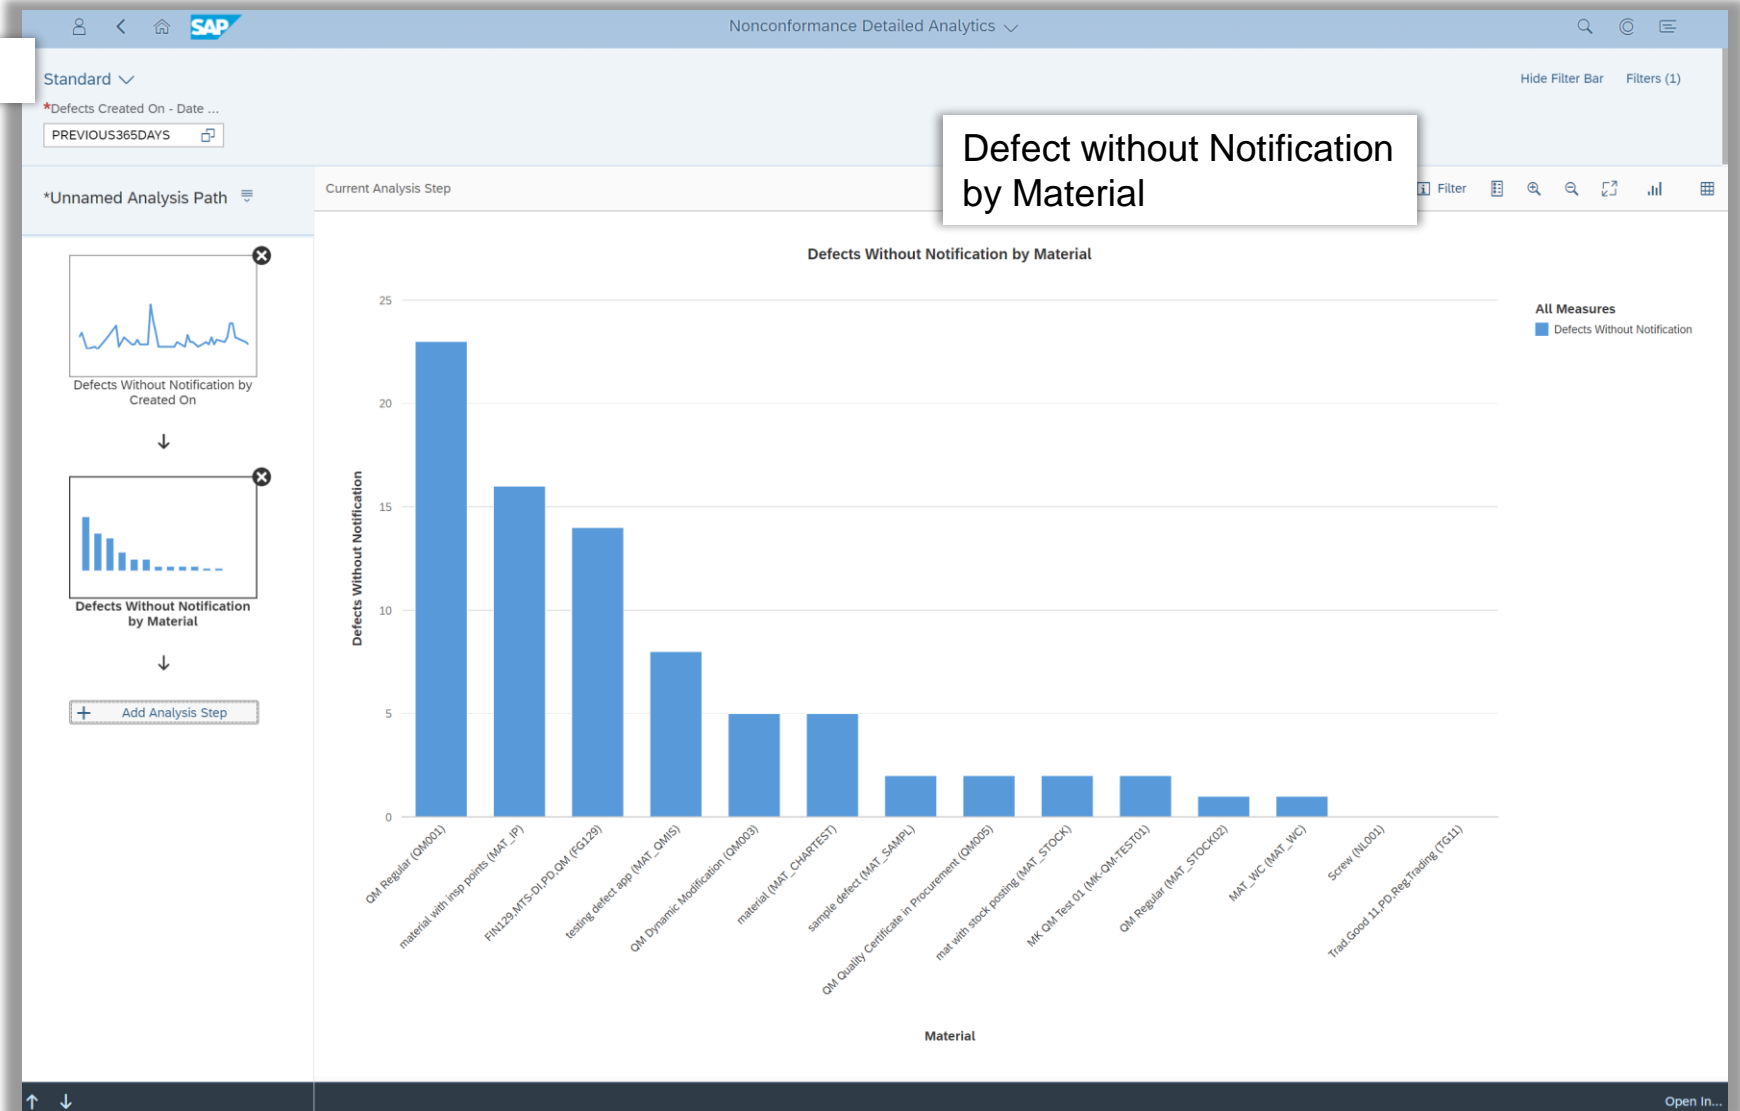 SAP
Nonconformance Detailed Analytics
Standard
Hide Filter Bar
Filters (1)
*Defects Created On - Date ...
PREVIOUS365DAYS
Defect without Notification
by Material
*Unnamed Analysis Path
Current Analysis Step
Filter
Defects Without Notification by
Created On
Defects Without Notification
by Material
+ Add Analysis Step
Defects Without Notification by Material
All Measures
Defects Without Notification
Defects Without Notification
25
20
15
10
5
0
QM Regular (QM001)
material with insp points (MAT_IP)
FIN129,MTS-DI,PD,QM (FG129)
testing defect app (MAT_QMIS)
QM Dynamic Modification (QM003)
material (MAT_CHARTEST)
sample defect (MAT_SAMPL)
QM Quality Certificate in Procurement (QM005)
mat with stock posting (MAT_STOCK)
MK QM Test 01 (MK-QM-TEST01)
QM Regular (MAT_STOCK02)
MAT_WC (MAT_WC)
Screw (NL001)
Trad.Good 11,PD,Reg.Trading (TG11)
Material
Open In...